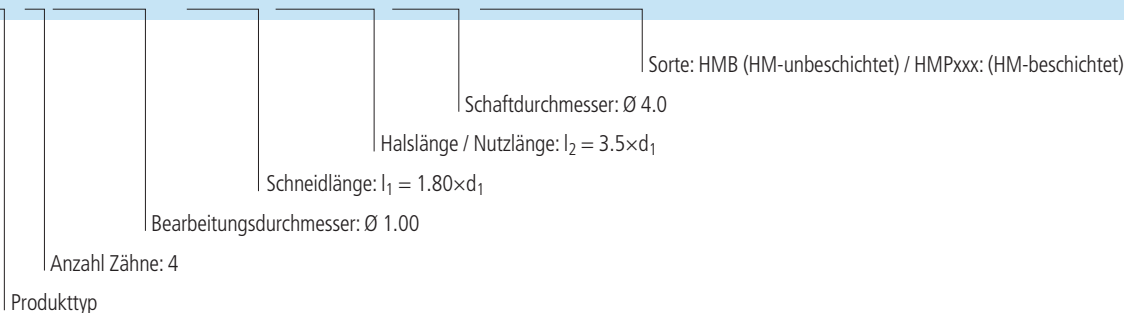 Sorte: HMB (HM-unbeschichtet) / HMPxxx: (HM-beschichtet)
Schaftdurchmesser: Ø 4.0
Halslänge / Nutzlänge: l₂ = 3.5×d₁
Schneidlänge: l₁ = 1.80×d₁
Bearbeitungsdurchmesser: Ø 1.00
Anzahl Zähne: 4
Produkttyp